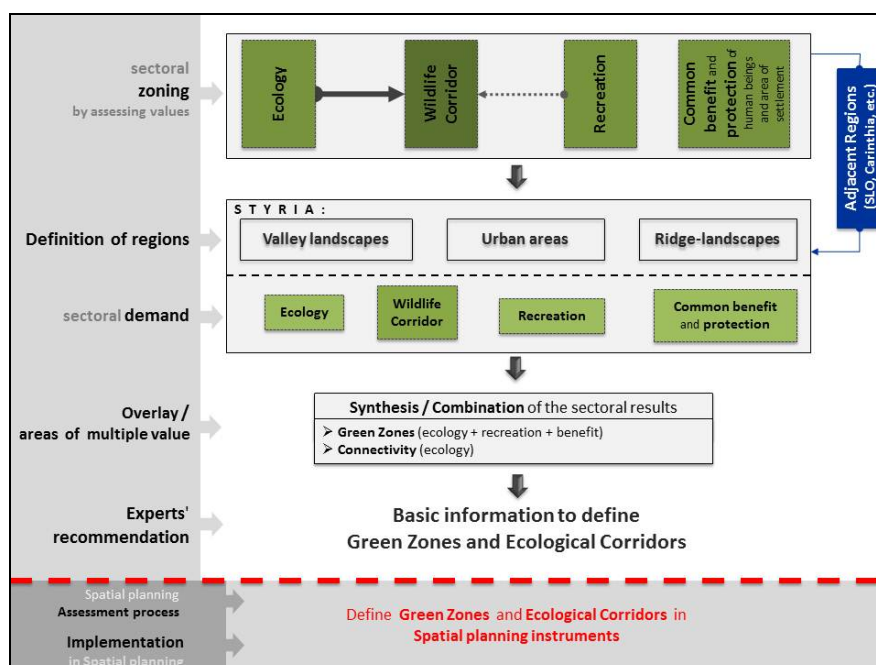 sectoral
zoning
by assessing values
Ecology
Wildlife
Corridor
Recreation
Common
benefit and
protection of
human beings
and area of
settlement
Adjacent Regions
(SLO, Carinthia, etc.)
Definition of regions
STYRIA:
Valley landscapes
Urban areas
Ridge-landscapes
sectoral demand
Ecology
Wildlife
Corridor
Recreation
Common benefit
and protection
Overlay /
areas of multiple value
Synthesis / Combination of the sectoral results
➢ Green Zones (ecology + recreation + benefit)
➢ Connectivity (ecology)
Experts'
recommendation
Basic information to define
Green Zones and Ecological Corridors
Spatial planning
Assessment process
Define Green Zones and Ecological Corridors in
Spatial planning instruments
Implementation
in Spatial planning